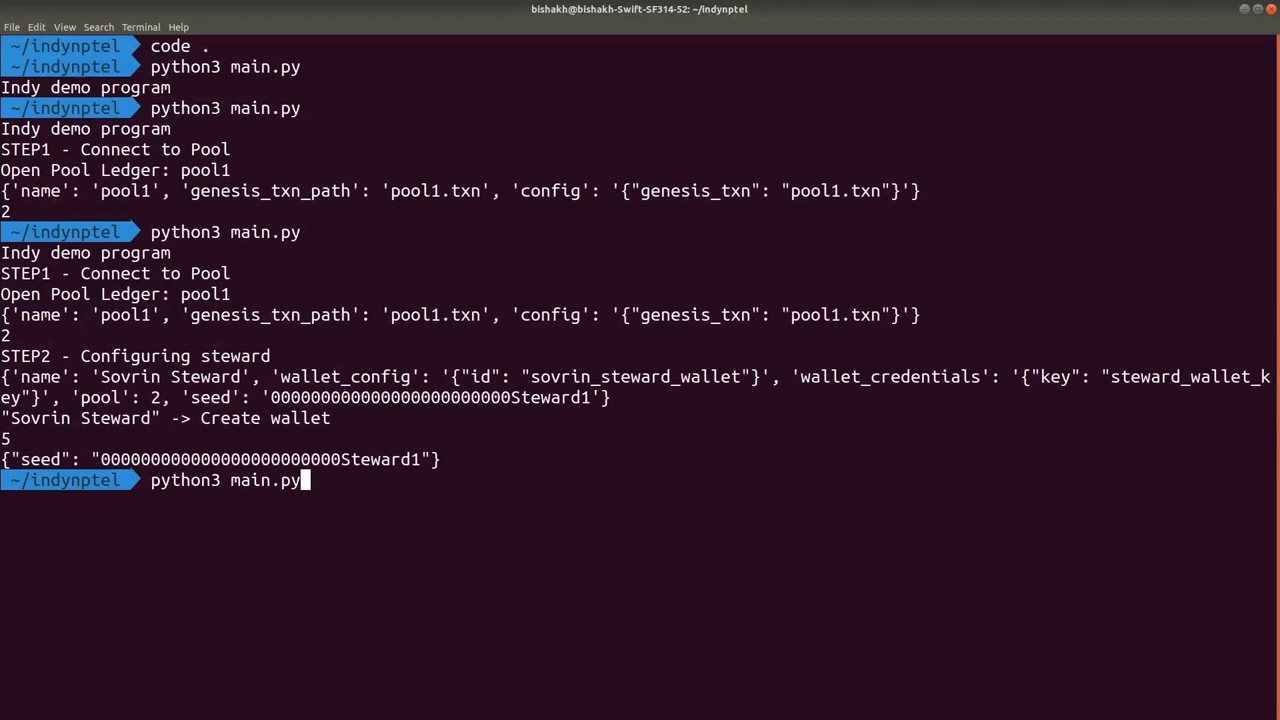 bishakh@bishakh-Swift-SF314-52: ~/indynptel
File Edit View Search Terminal Help
~/indynptel code .
~/indynptel python3 main.py
Indy demo program
~/indynptel python3 main.py
Indy demo program
STEP1 - Connect to Pool
Open Pool Ledger: pool1
{'name': 'pool1', 'genesis_txn_path': 'pool1.txn', 'config': '{"genesis_txn": "pool1.txn"}'}
2
~/indynptel python3 main.py
Indy demo program
STEP1 - Connect to Pool
Open Pool Ledger: pool1
{'name': 'pool1', 'genesis_txn_path': 'pool1.txn', 'config': '{"genesis_txn": "pool1.txn"}'}
2
STEP2 - Configuring steward
{'name': 'Sovrin Steward', 'wallet_config': '{"id": "sovrin_steward_wallet"}', 'wallet_credentials': '{"key": "steward_wallet_k
ey"}', 'pool': 2, 'seed': '000000000000000000000000Steward1'}
"Sovrin Steward" -> Create wallet
5
{"seed": "000000000000000000000000Steward1"}
~/indynptel python3 main.py